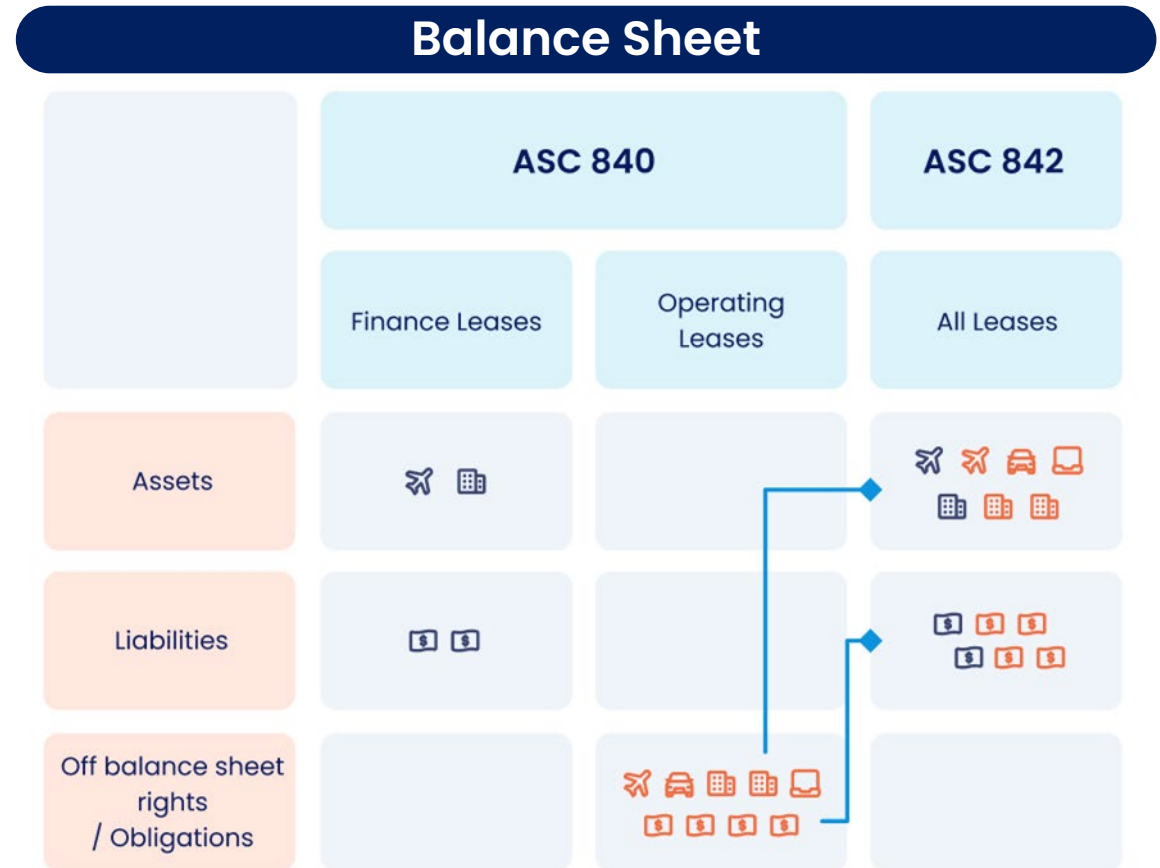 Balance Sheet
ASC 840
ASC 842
Finance Leases
Operating
Leases
All Leases
Assets
Liabilities
$ $
$ $ $
$ $ $
Off balance sheet
rights
/ Obligations
$ $ $ $